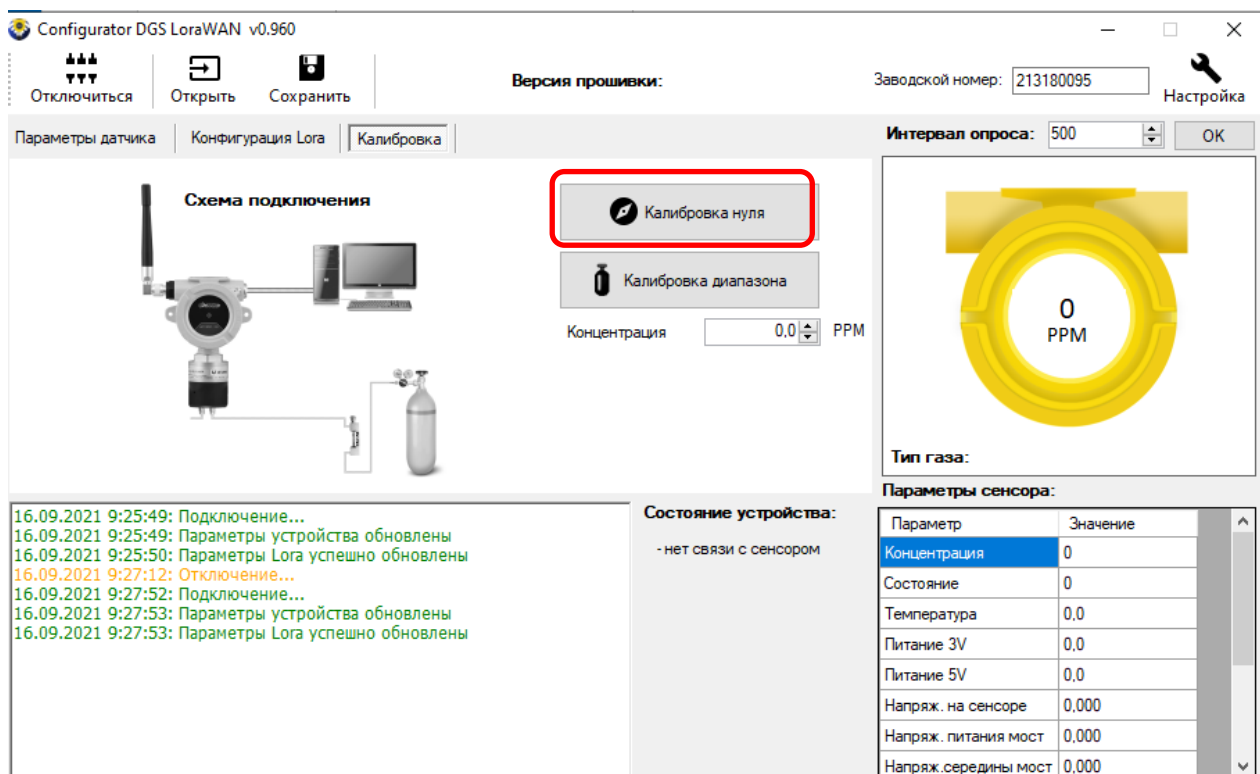 Configurator DGS LoraWAN v0.960
Отключиться
Открыть
Сохранить
Версия прошивки:
Заводской номер: 213180095
Настройка
Параметры датчика
Конфигурация Lora
Калибровка
Интервал опроса: 500
OK
Схема подключения
Калибровка нуля
Калибровка диапазона
Концентрация 0,0 PPM
0
PPM
Тип газа:
16.09.2021 9:25:49: Подключение...
16.09.2021 9:25:49: Параметры устройства обновлены
16.09.2021 9:25:50: Параметры Lora успешно обновлены
16.09.2021 9:27:12: Отключение...
16.09.2021 9:27:52: Подключение...
16.09.2021 9:27:53: Параметры устройства обновлены
16.09.2021 9:27:53: Параметры Lora успешно обновлены
Состояние устройства:
- нет связи с сенсором
Параметры сенсора:
Параметр Значение
Концентрация 0
Состояние 0
Температура 0,0
Питание 3V 0,0
Питание 5V 0,0
Напряж. на сенсоре 0,000
Напряж. питания мост 0,000
Напряж.середины мост 0,000